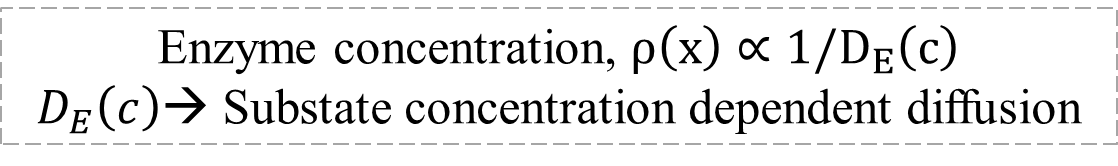 Enzyme concentration, ρ(x) ∝ 1/D_E(c)
D_E(c)→ Substate concentration dependent diffusion